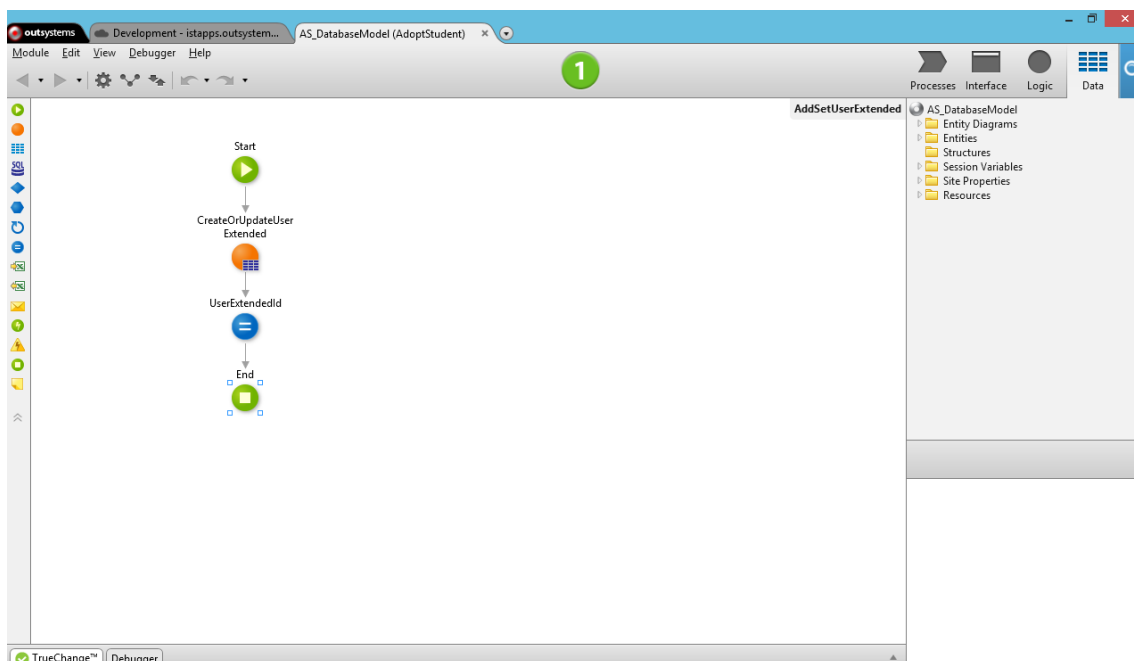 outsystems
Development - istapps.outsystem...
AS_DatabaseModel (AdoptStudent)
Module Edit View Debugger Help
1
Processes Interface Logic Data
AddSetUserExtended
AS_DatabaseModel
Entity Diagrams
Entities
Structures
Session Variables
Site Properties
Resources
SQL
Start
CreateOrUpdateUser
Extended
UserExtendedId
End
TrueChange™ Debugger